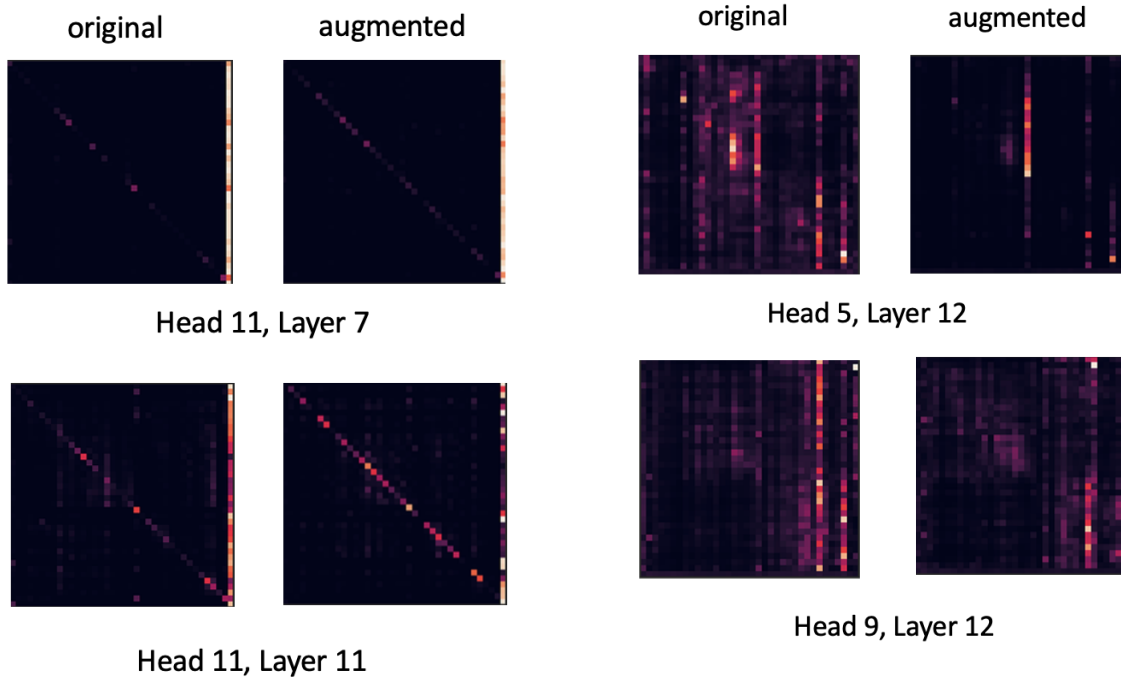 original
augmented
original
augmented
Head 11, Layer 7
Head 5, Layer 12
Head 11, Layer 11
Head 9, Layer 12